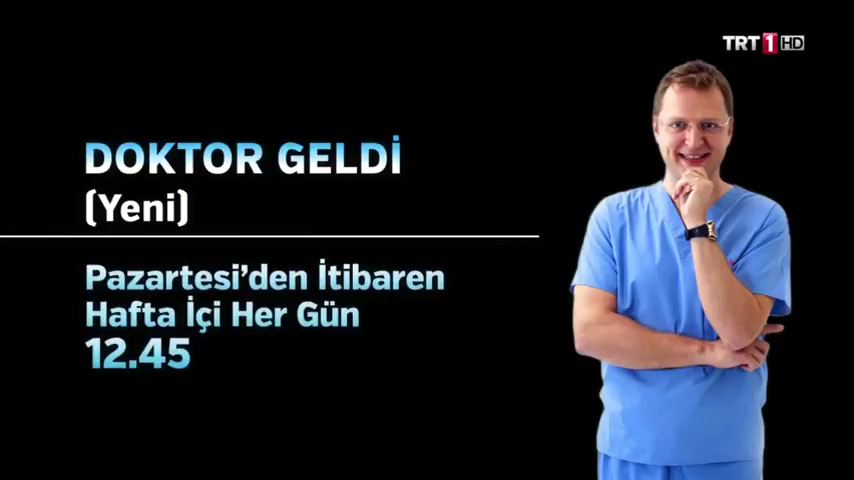 TRT 1 HD
DOKTOR GELDİ
(Yeni)
Pazartesi'den İtibaren
Hafta İçi Her Gün
12.45